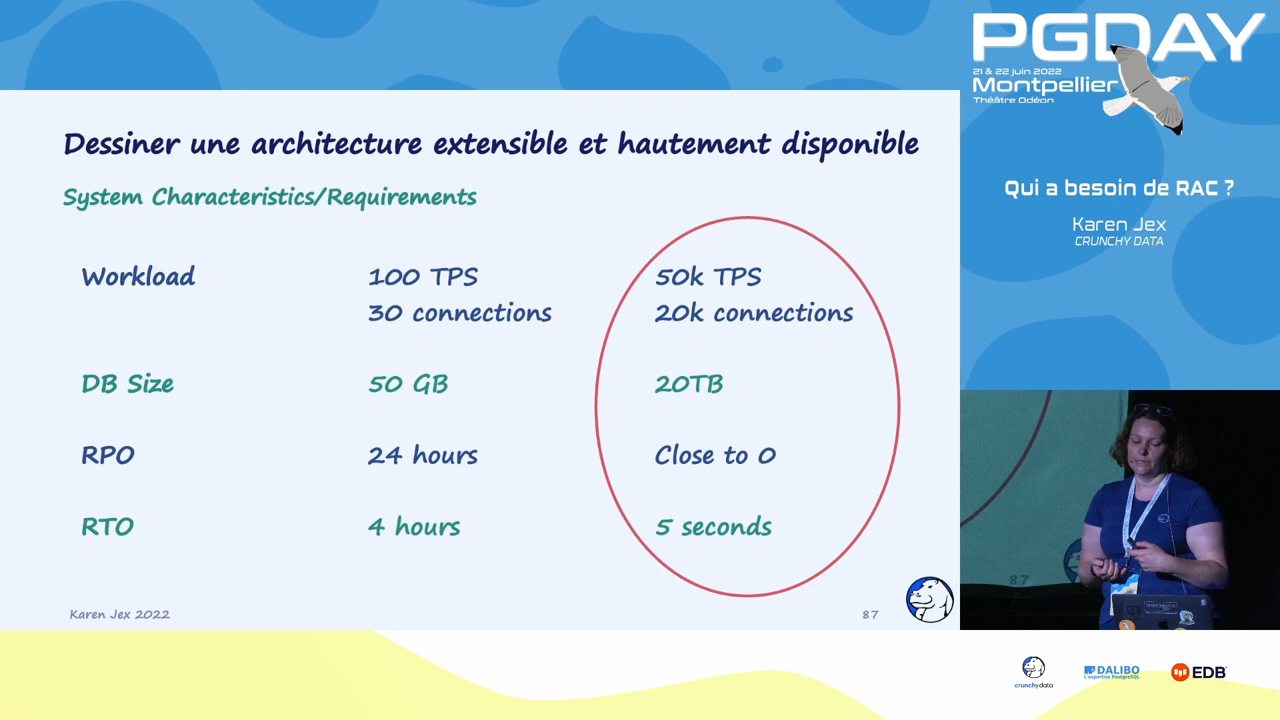 PGDAY
21 & 22 juin 2022
Montpellier
Théâtre Odéon
Qui a besoin de RAC ?
Karen Jex
CRUNCHY DATA
Dessiner une architecture extensible et hautement disponible
System Characteristics/Requirements
Workload 100 TPS 50k TPS
30 connections 20k connections
DB Size 50 GB 20TB
RPO 24 hours Close to 0
RTO 4 hours 5 seconds
Karen Jex 2022 87
87
crunchydata DALIBO EDB
L'expertise PostgreSQL